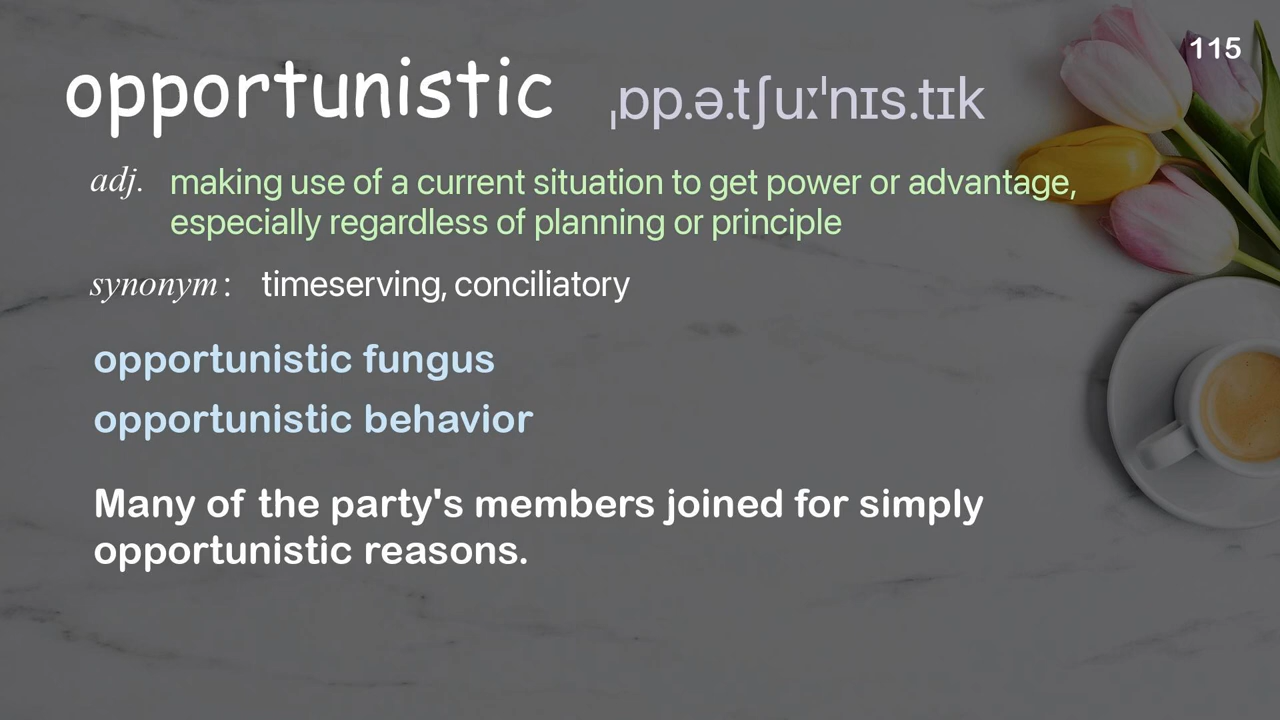 115
opportunistic ˌɒp.ə.tʃuːˈnɪs.tɪk
adj. making use of a current situation to get power or advantage,
especially regardless of planning or principle
synonym : timeserving, conciliatory
opportunistic fungus
opportunistic behavior
Many of the party's members joined for simply
opportunistic reasons.